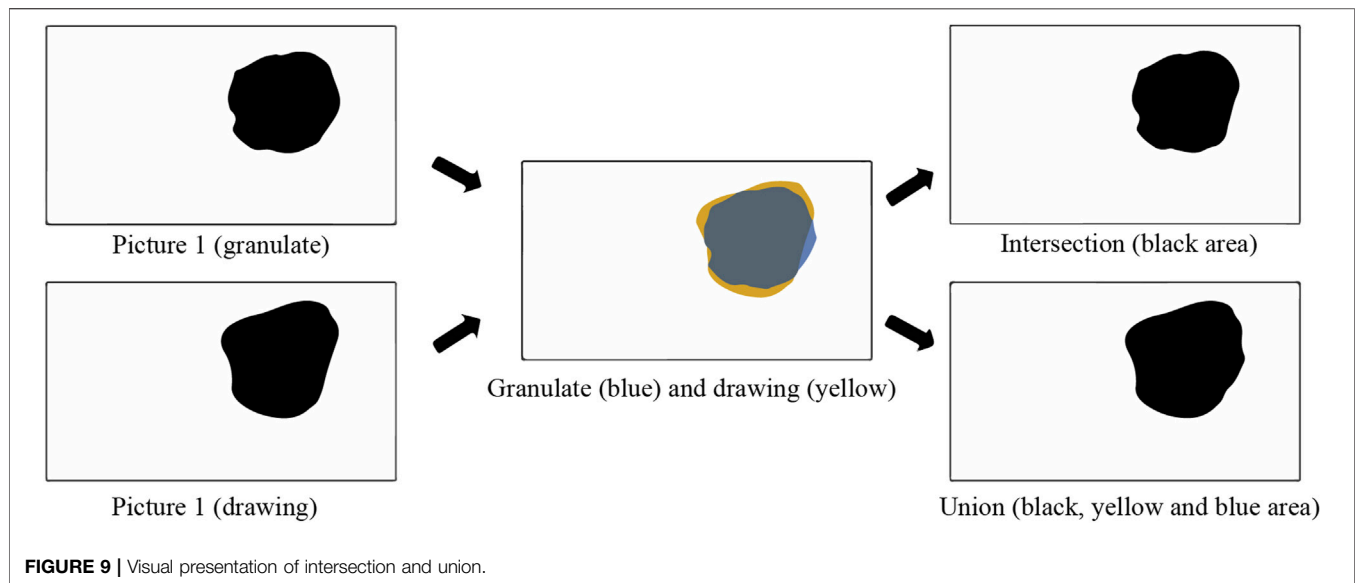 Picture 1 (granulate)
Picture 1 (drawing)
Granulate (blue) and drawing (yellow)
Intersection (black area)
Union (black, yellow and blue area)
FIGURE 9 | Visual presentation of intersection and union.